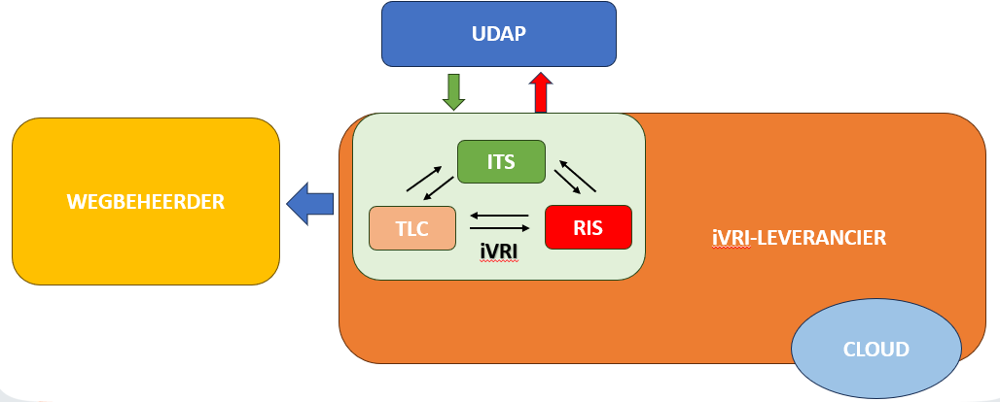 UDAP
WEGBEHEERDER
ITS
TLC
RIS
iVRI
iVRI-LEVERANCIER
CLOUD